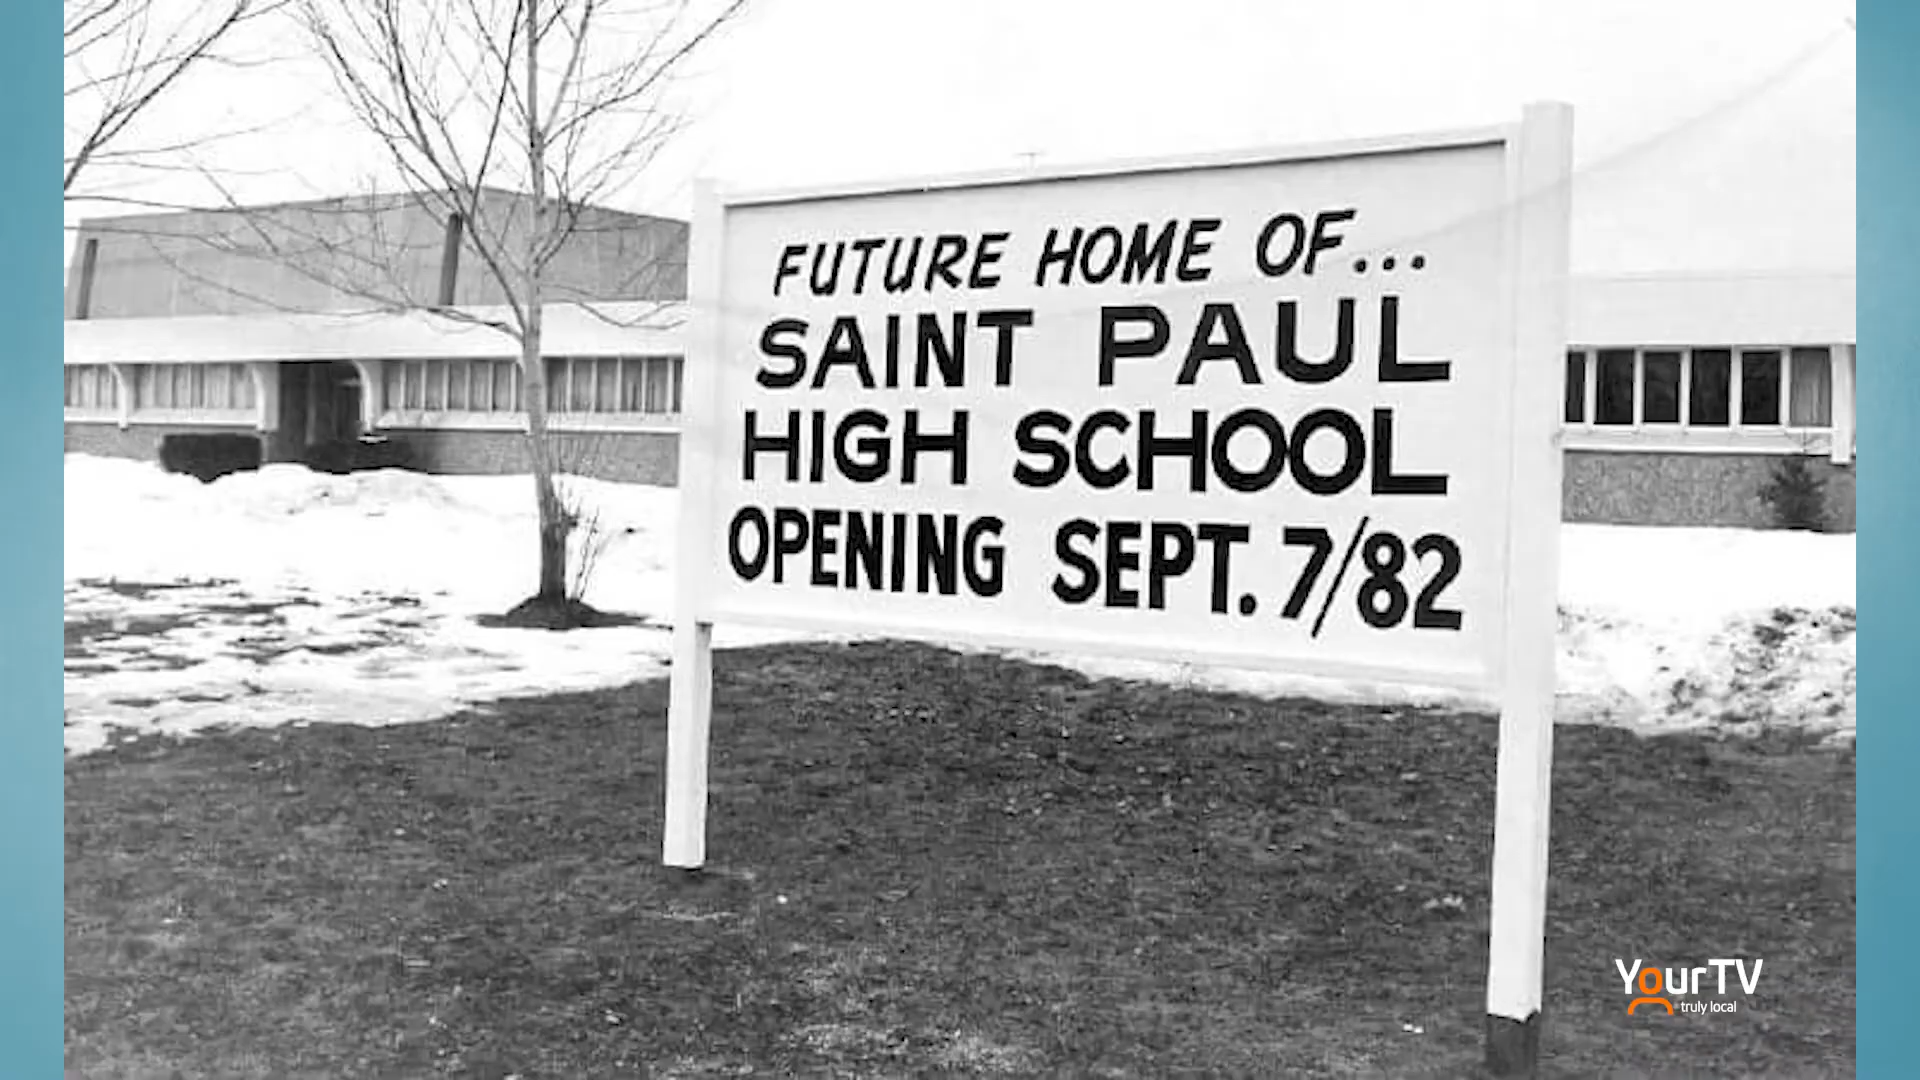 FUTURE HOME OF...
SAINT PAUL
HIGH SCHOOL
OPENING SEPT. 7/82
YourTV
truly local